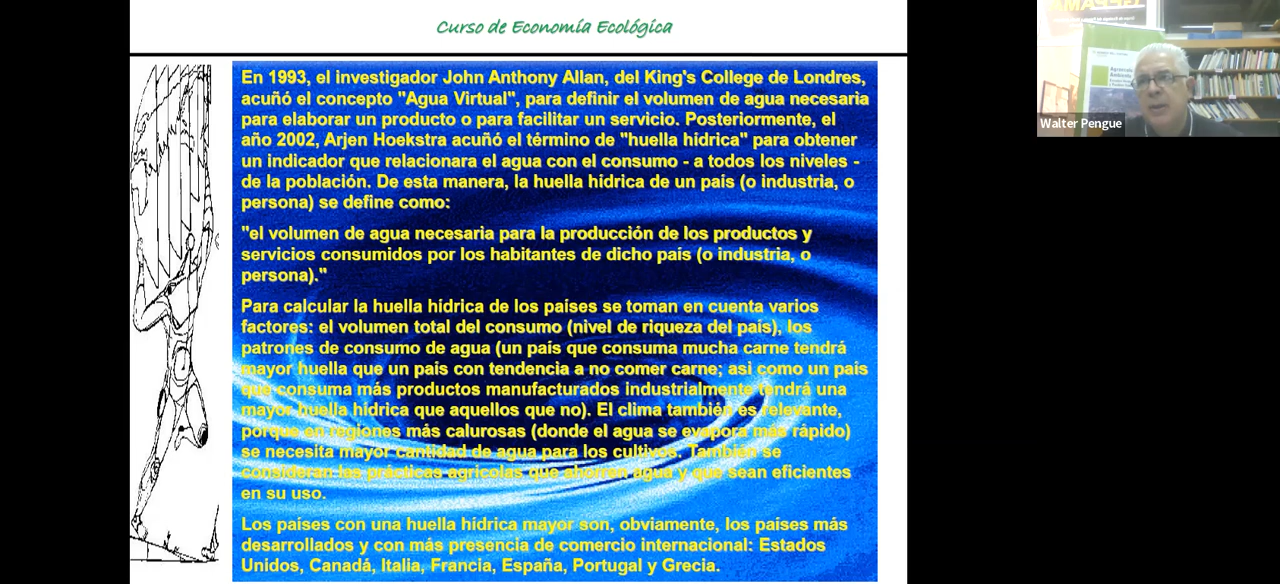 Curso de Economía Ecológica
En 1993, el investigador John Anthony Allan, del King's College de Londres,
acuñó el concepto "Agua Virtual", para definir el volumen de agua necesaria
para elaborar un producto o para facilitar un servicio. Posteriormente, el
año 2002, Arjen Hoekstra acuñó el término de "huella hídrica" para obtener
un indicador que relacionara el agua con el consumo - a todos los niveles -
de la población. De esta manera, la huella hídrica de un país (o industria, o
persona) se define como:
"el volumen de agua necesaria para la producción de los productos y
servicios consumidos por los habitantes de dicho país (o industria, o
persona)."
Para calcular la huella hídrica de los países se toman en cuenta varios
factores: el volumen total del consumo (nivel de riqueza del país), los
patrones de consumo de agua (un país que consuma mucha carne tendrá
mayor huella que un país con tendencia a no comer carne; asi como un país
que consuma más productos manufacturados industrialmente tendrá una
mayor huella hídrica que aquellos que no). El clima también es relevante,
porque en regiones más calurosas (donde el agua se evapora más rápido)
se necesita mayor cantidad de agua para los cultivos. También se
consideran las prácticas agrícolas que ahorren agua y que sean eficientes
en su uso.
Los países con una huella hídrica mayor son, obviamente, los países más
desarrollados y con más presencia de comercio internacional: Estados
Unidos, Canadá, Italia, Francia, España, Portugal y Grecia.
GEPAMA
Walter Pengue